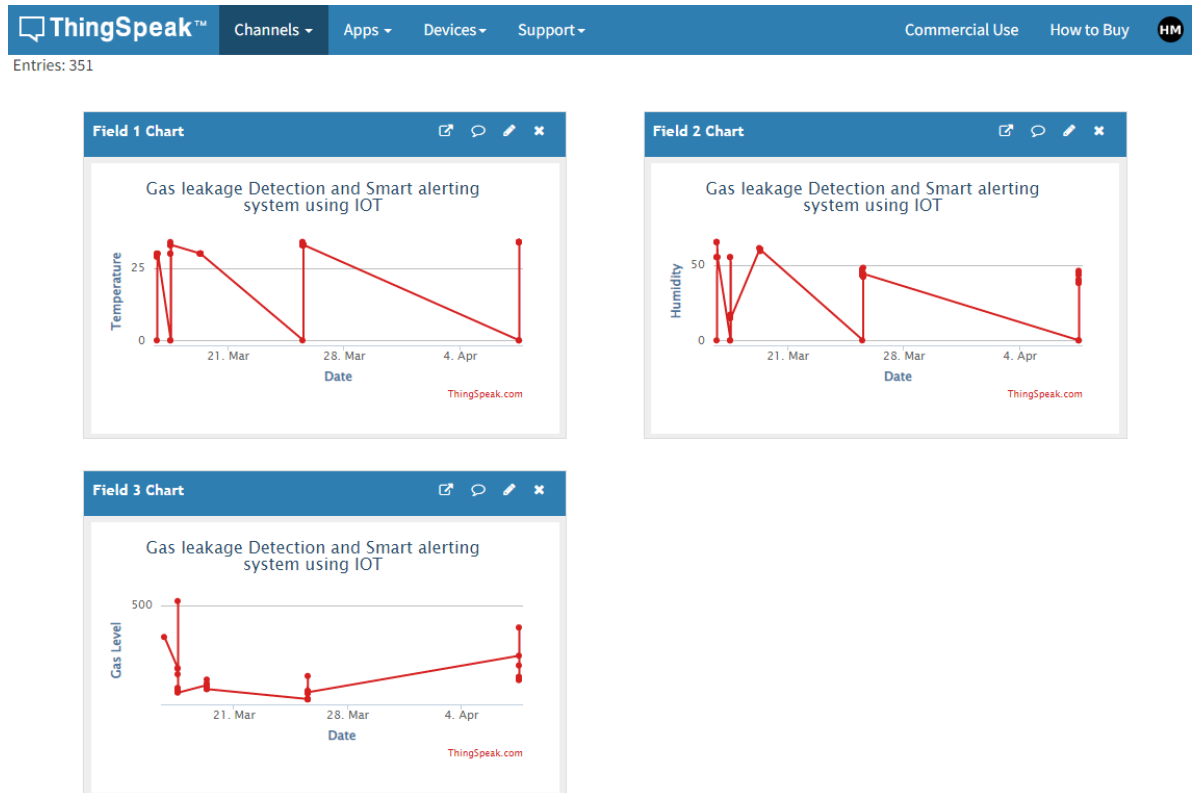 ThingSpeak™ Channels Apps Devices Support Commercial Use How to Buy HM
Entries: 351
Field 1 Chart
Gas leakage Detection and Smart alerting
system using IOT
Temperature
25
0
21. Mar 28. Mar 4. Apr
Date
ThingSpeak.com
Field 2 Chart
Gas leakage Detection and Smart alerting
system using IOT
Humidity
50
0
21. Mar 28. Mar 4. Apr
Date
ThingSpeak.com
Field 3 Chart
Gas leakage Detection and Smart alerting
system using IOT
Gas Level
500
21. Mar 28. Mar 4. Apr
Date
ThingSpeak.com